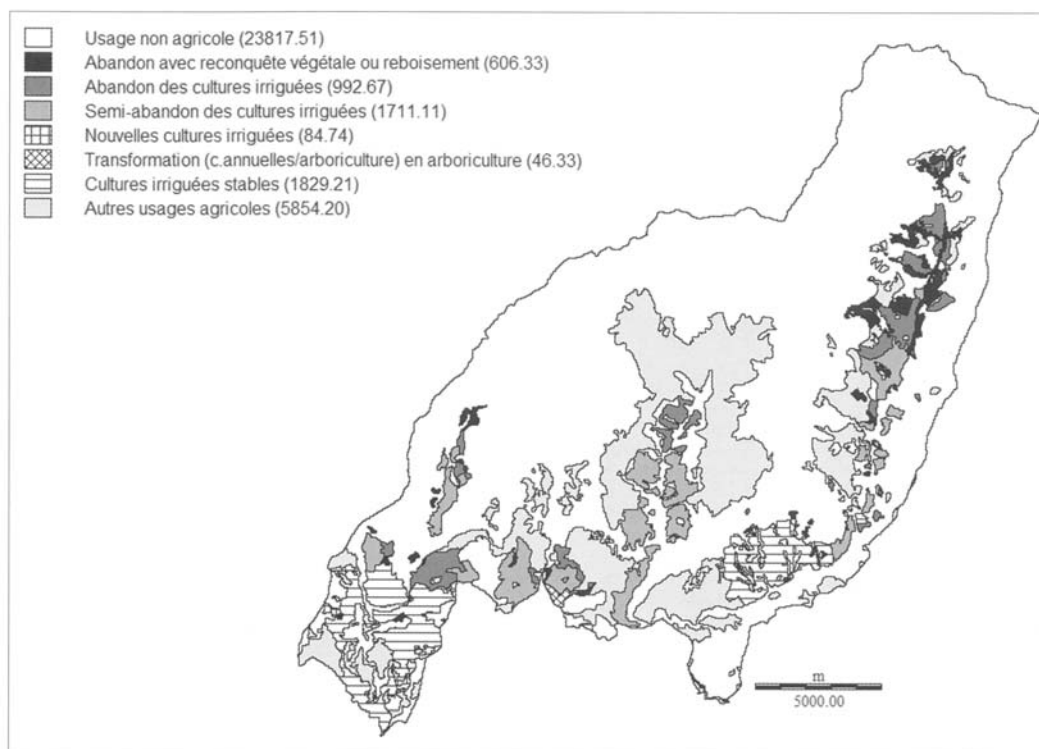 Usage non agricole (23817.51)
Abandon avec reconquête végétale ou reboisement (606.33)
Abandon des cultures irriguées (992.67)
Semi-abandon des cultures irriguées (1711.11)
Nouvelles cultures irriguées (84.74)
Transformation (c.annuelles/arboriculture) en arboriculture (46.33)
Cultures irriguées stables (1829.21)
Autres usages agricoles (5854.20)
m
5000.00